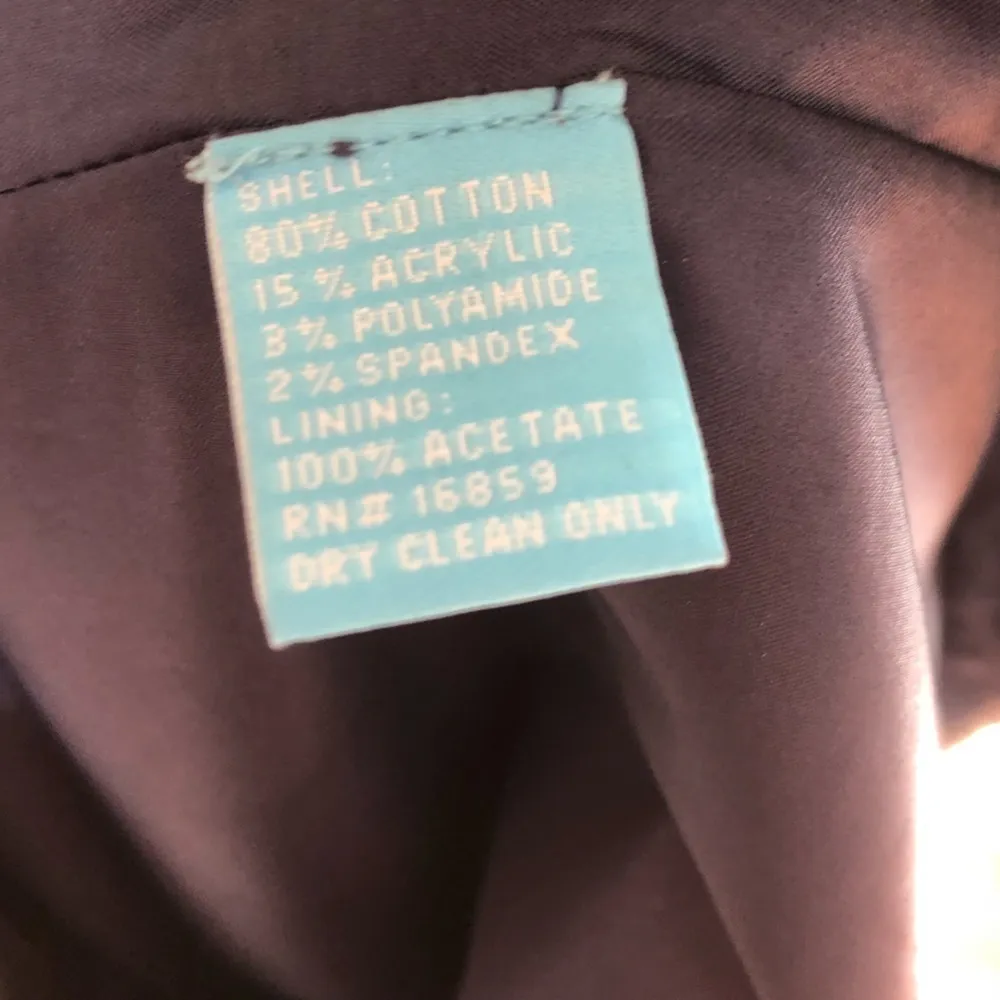 SHELL:
80% COTTON
15% ACRYLIC
3% POLYAMIDE
2% SPANDEX
LINING:
100% ACETATE
RN# 16859
DRY CLEAN ONLY